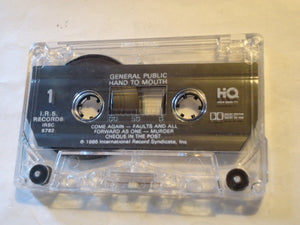 GENERAL PUBLIC
HAND TO MOUTH
1
HQ
I.R.S.
RECORDS
IRSC
5782
COME AGAIN — FAULTS AND ALL
FORWARD AS ONE — MURDER
CHEQUE IN THE POST
℗ 1986 International Record Syndicate, Inc.